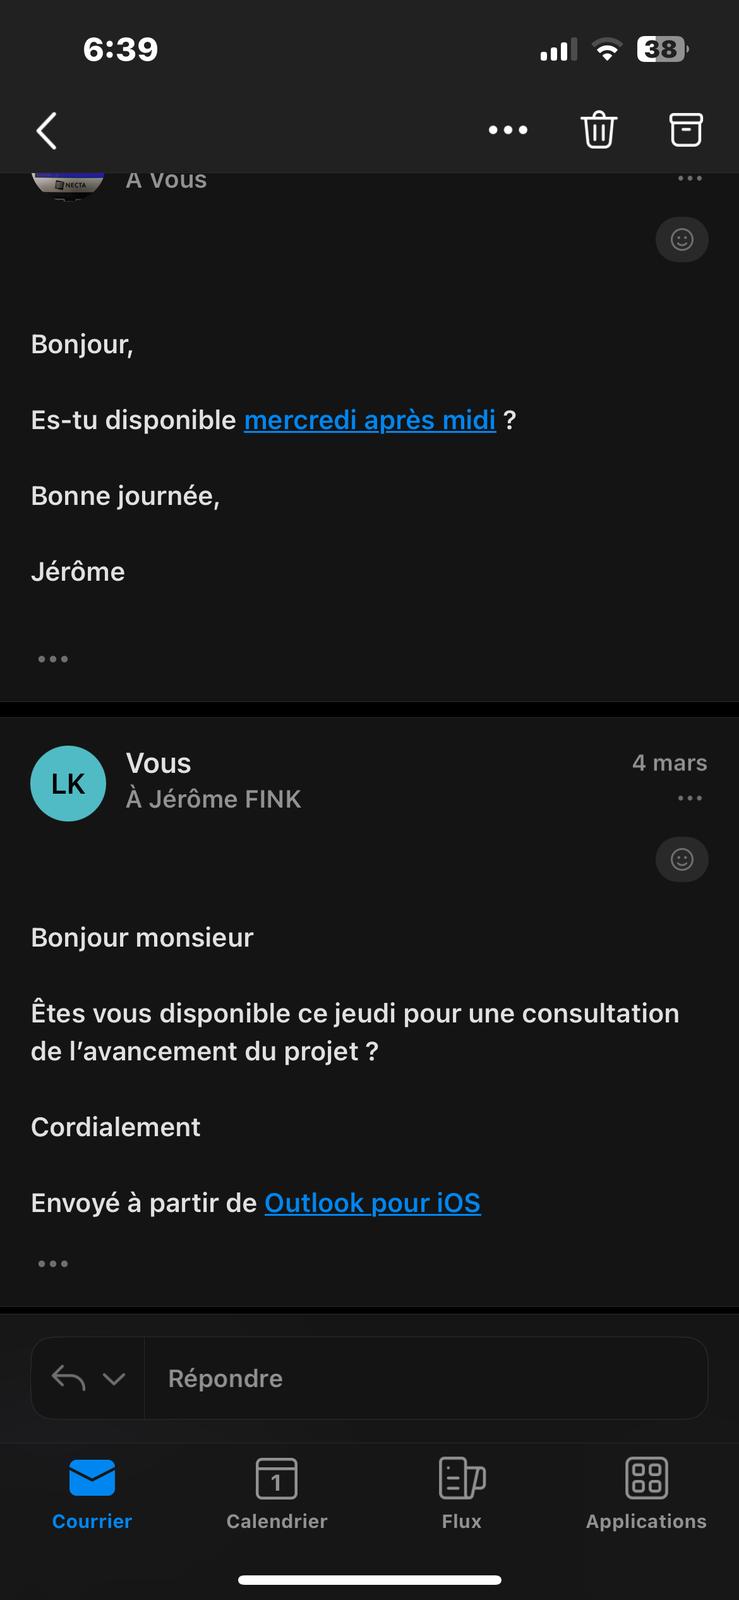 6:39
38
À Vous
NECTA
Bonjour,
Es-tu disponible mercredi après midi ?
Bonne journée,
Jérôme
LK
Vous
4 mars
À Jérôme FINK
Bonjour monsieur
Êtes vous disponible ce jeudi pour une consultation
de l’avancement du projet ?
Cordialement
Envoyé à partir de Outlook pour iOS
Répondre
1
Courrier
Calendrier
Flux
Applications